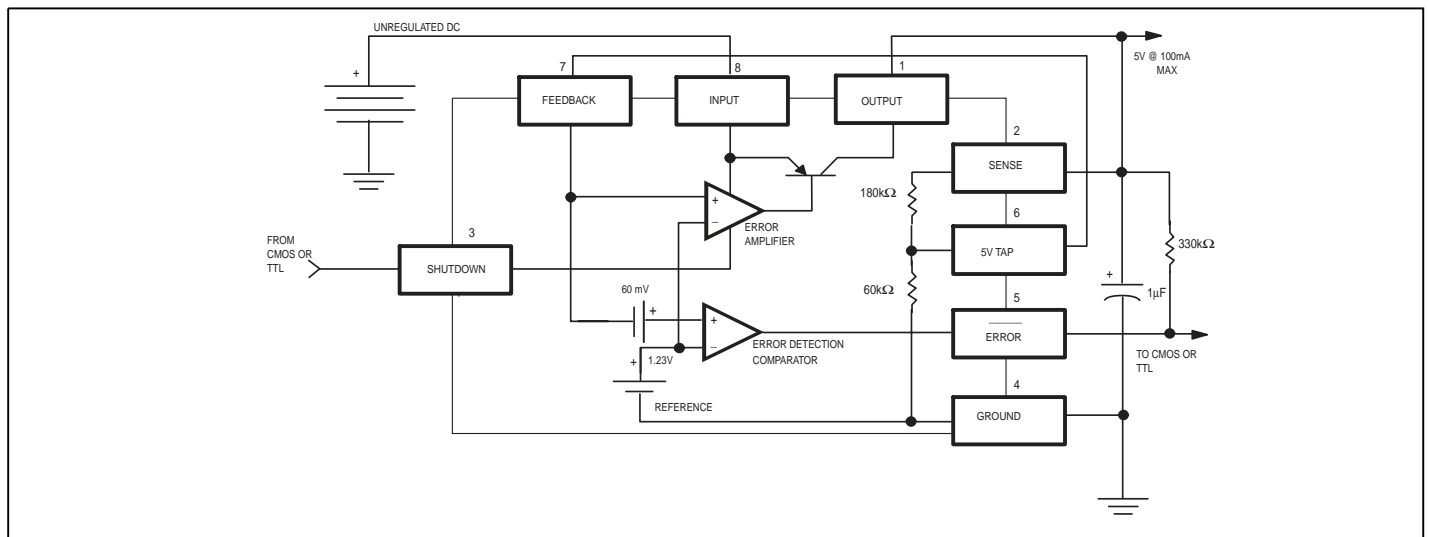 UNREGULATED DC
+
7
8
1
5V @ 100mA
MAX
FEEDBACK
INPUT
OUTPUT
2
SENSE
180kΩ
+
–
ERROR
AMPLIFIER
6
5V TAP
330kΩ
3
FROM
CMOS OR
TTL
SHUTDOWN
60 mV
+
+
–
60kΩ
+
1µF
5
ERROR
ERROR DETECTION
COMPARATOR
+
1.23V
TO CMOS OR
TTL
4
REFERENCE
GROUND